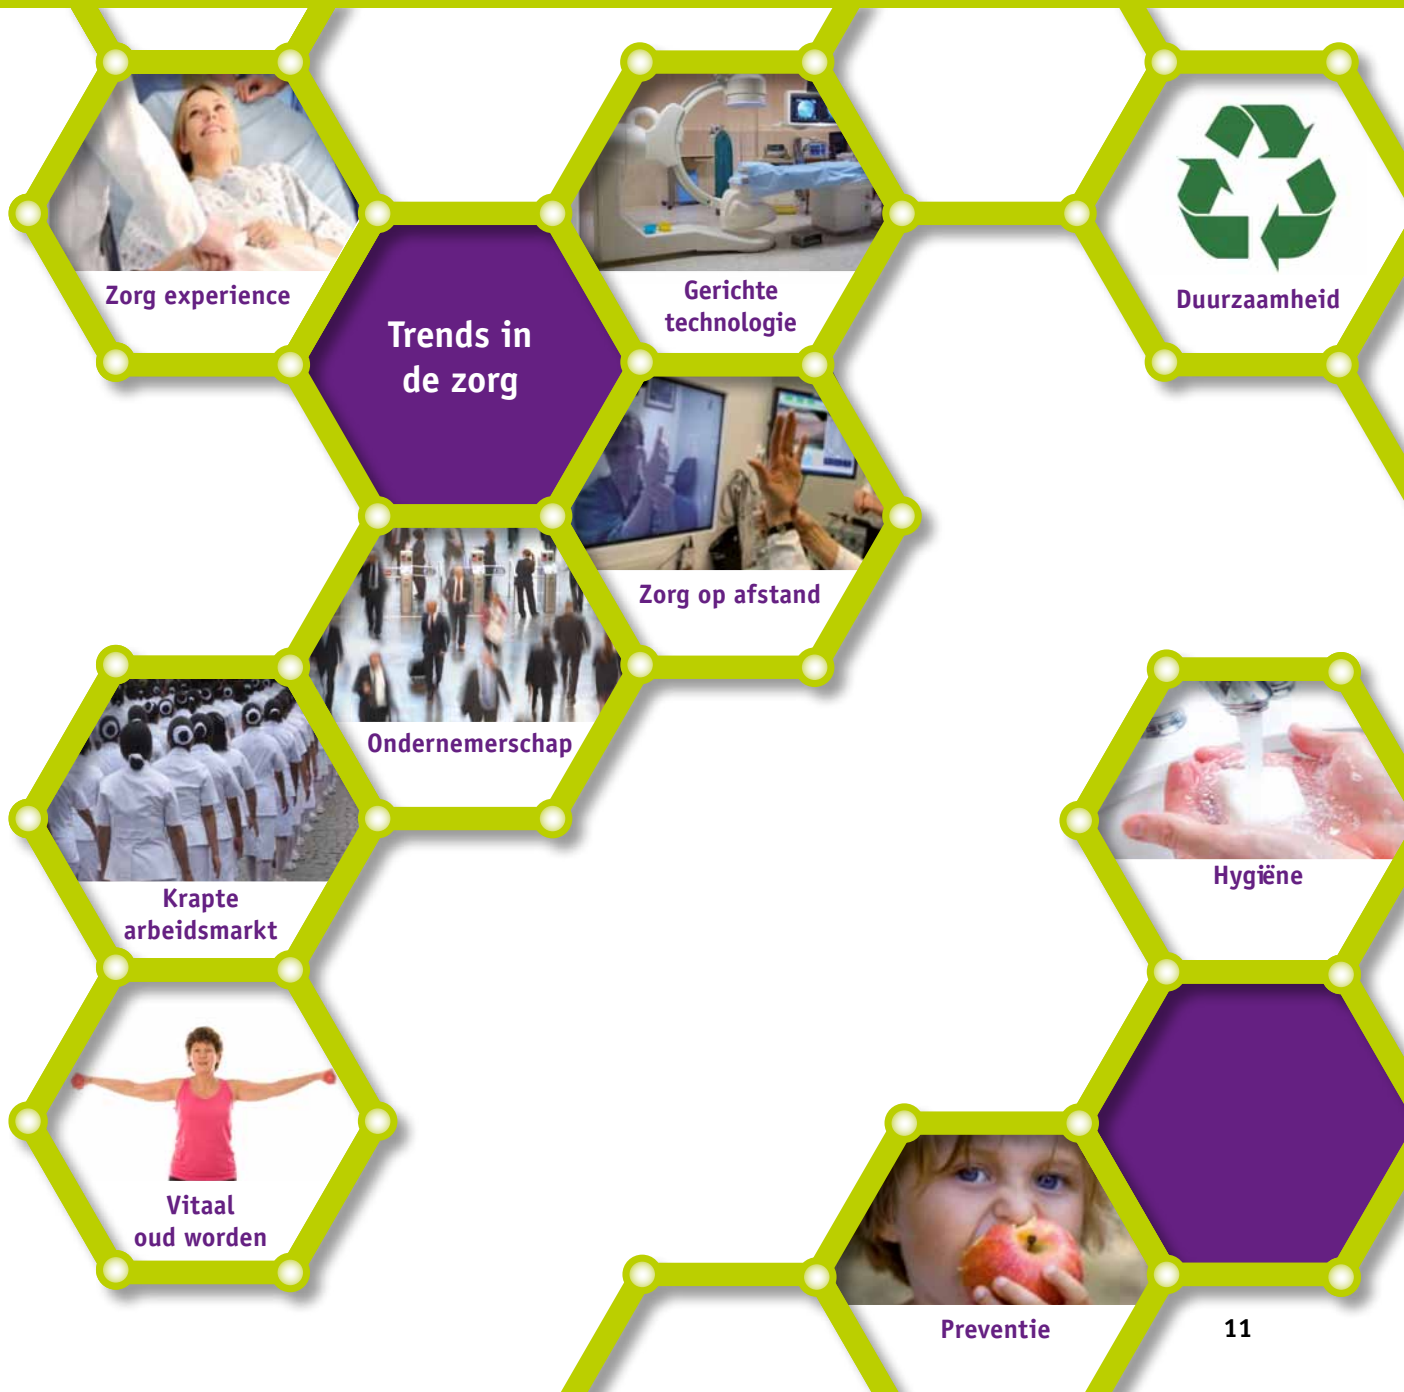 Zorg experience
Trends in
de zorg
Gerichte
technologie
Duurzaamheid
Zorg op afstand
Ondernemerschap
Krapte
arbeidsmarkt
Hygiëne
Vitaal
oud worden
Preventie
11